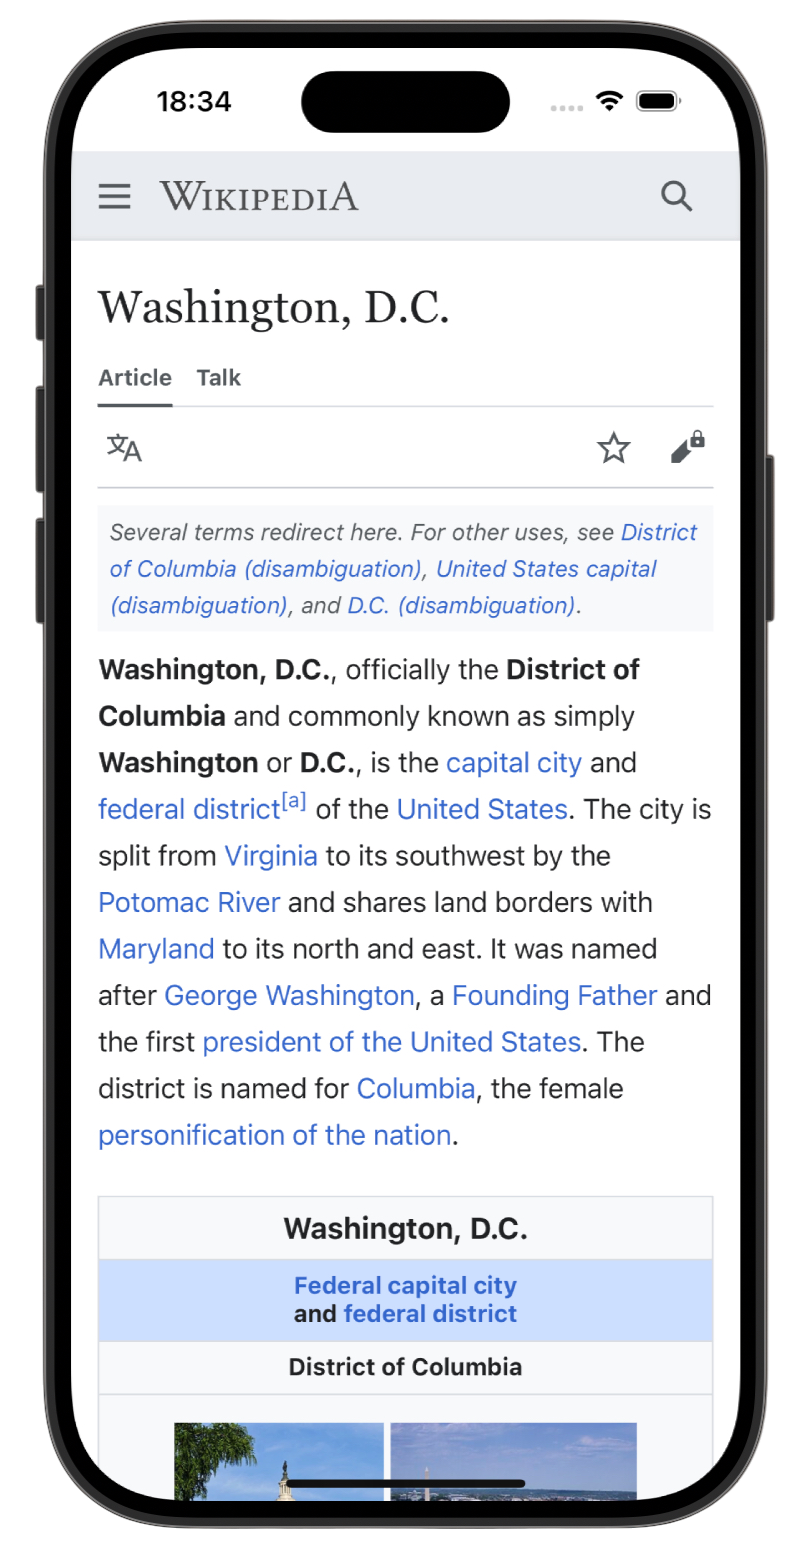 18:34
WIKIPEDIA
Washington, D.C.
Article Talk
文A
Several terms redirect here. For other uses, see District
of Columbia (disambiguation), United States capital
(disambiguation), and D.C. (disambiguation).
Washington, D.C., officially the District of
Columbia and commonly known as simply
Washington or D.C., is the capital city and
federal district[a] of the United States. The city is
split from Virginia to its southwest by the
Potomac River and shares land borders with
Maryland to its north and east. It was named
after George Washington, a Founding Father and
the first president of the United States. The
district is named for Columbia, the female
personification of the nation.
Washington, D.C.
Federal capital city
and federal district
District of Columbia